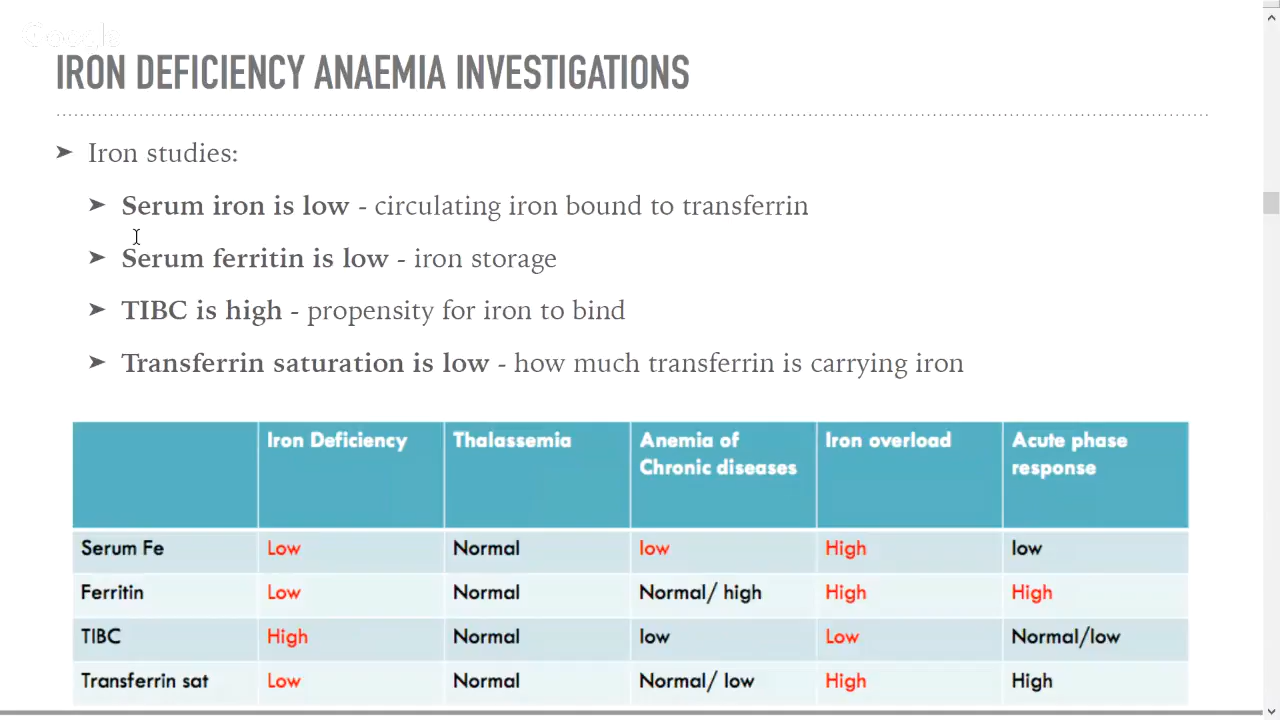 Google
IRON DEFICIENCY ANAEMIA INVESTIGATIONS
Iron studies:
Serum iron is low - circulating iron bound to transferrin
Serum ferritin is low - iron storage
TIBC is high - propensity for iron to bind
Transferrin saturation is low - how much transferrin is carrying iron
Iron Deficiency Thalassemia Anemia of Chronic diseases Iron overload Acute phase response
Serum Fe Low Normal low High low
Ferritin Low Normal Normal/ high High High
TIBC High Normal low Low Normal/low
Transferrin sat Low Normal Normal/ low High High